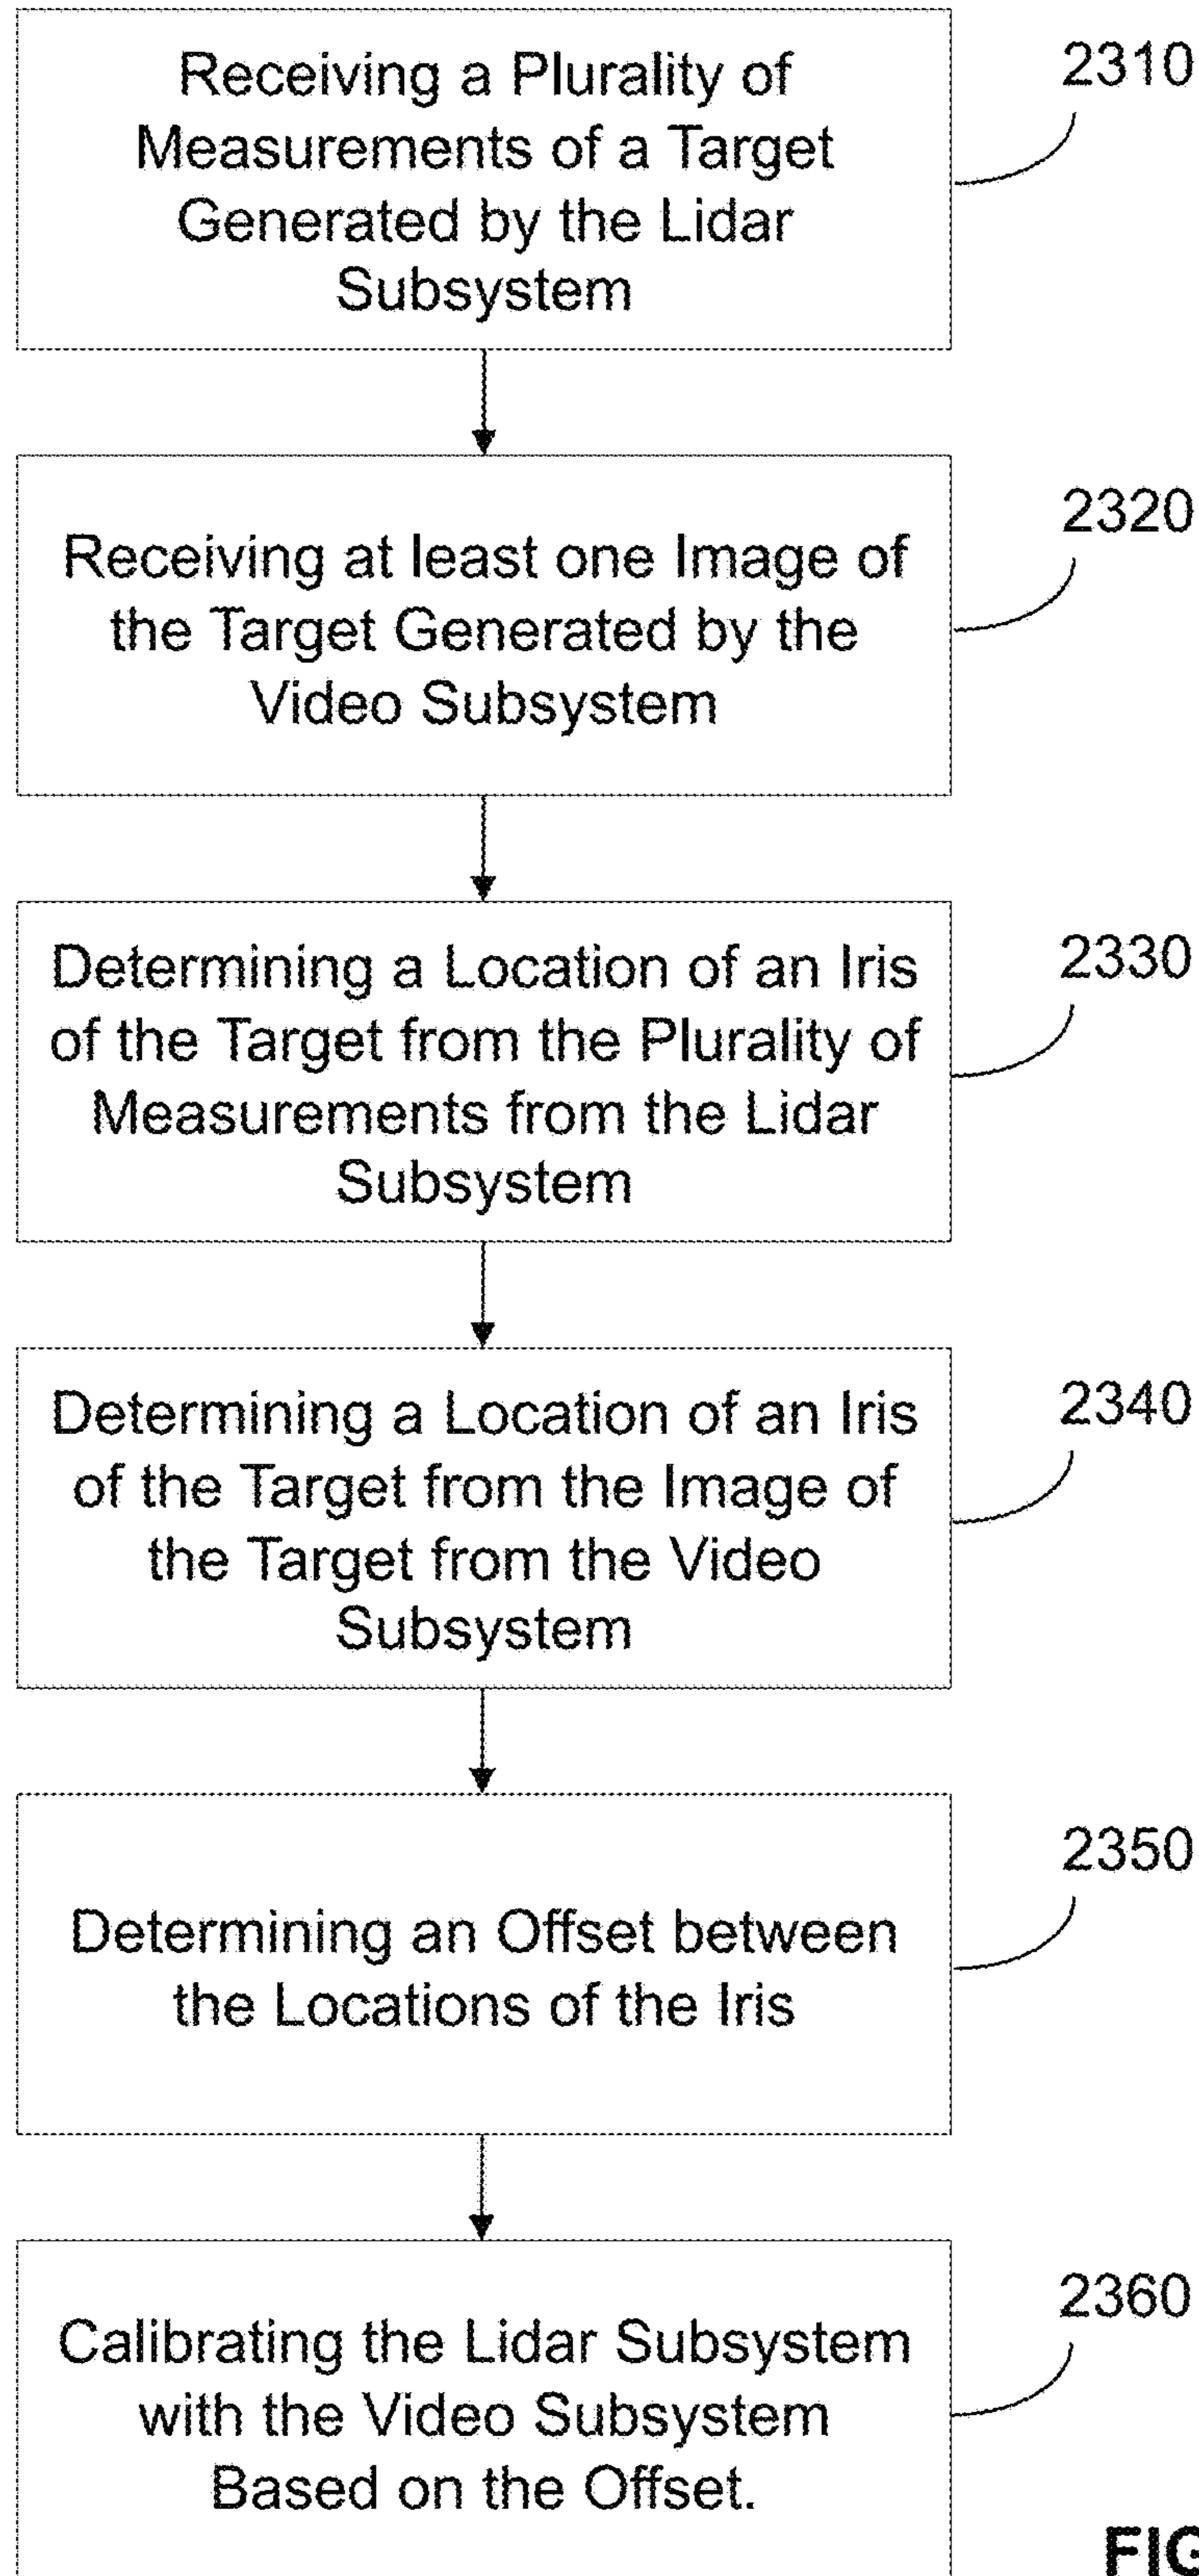 Receiving a Plurality of
Measurements of a Target
Generated by the Lidar
Subsystem
2310
Receiving at least one Image of
the Target Generated by the
Video Subsystem
2320
Determining a Location of an Iris
of the Target from the Plurality of
Measurements from the Lidar
Subsystem
2330
Determining a Location of an Iris
of the Target from the Image of
the Target from the Video
Subsystem
2340
Determining an Offset between
the Locations of the Iris
2350
Calibrating the Lidar Subsystem
with the Video Subsystem
Based on the Offset.
2360
FIG